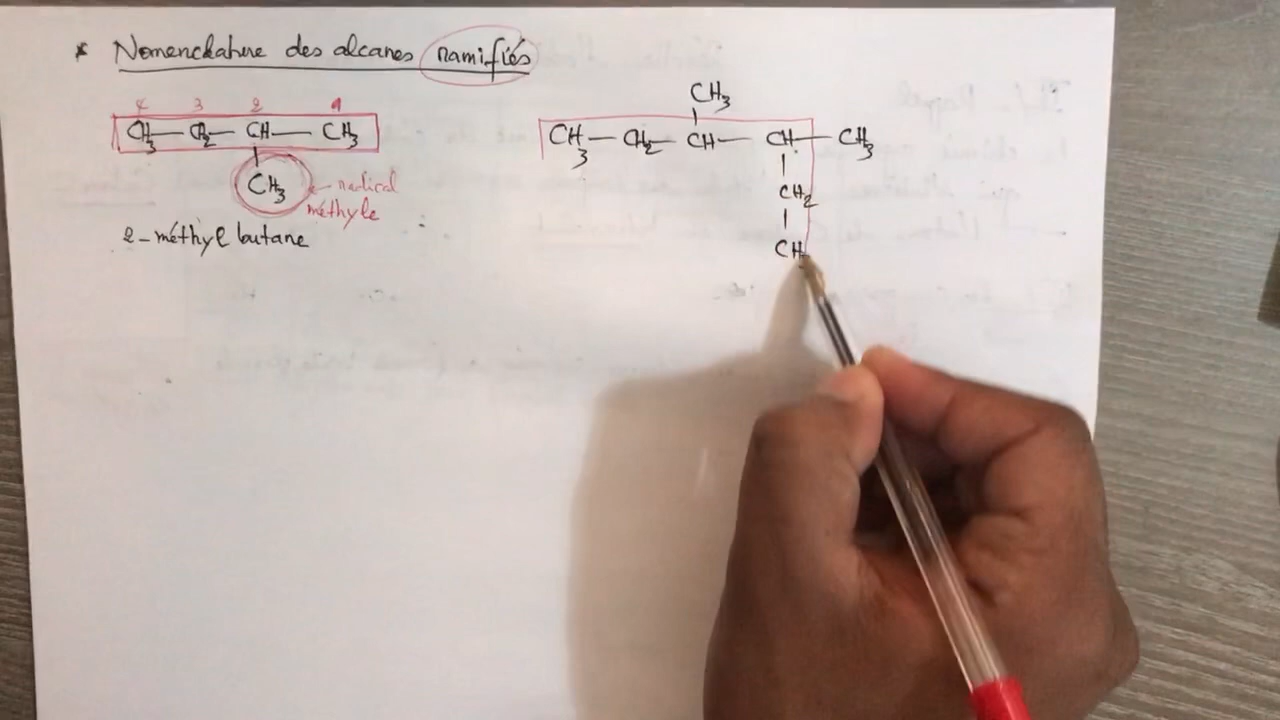 * Nomenclature des alcanes ramifiés
4 3 2 1
CH3 — CH2 — CH — CH3
CH3
radical
méthyle
2-méthyl butane
CH3
CH3 — CH2 — CH — CH — CH3
CH2
CH